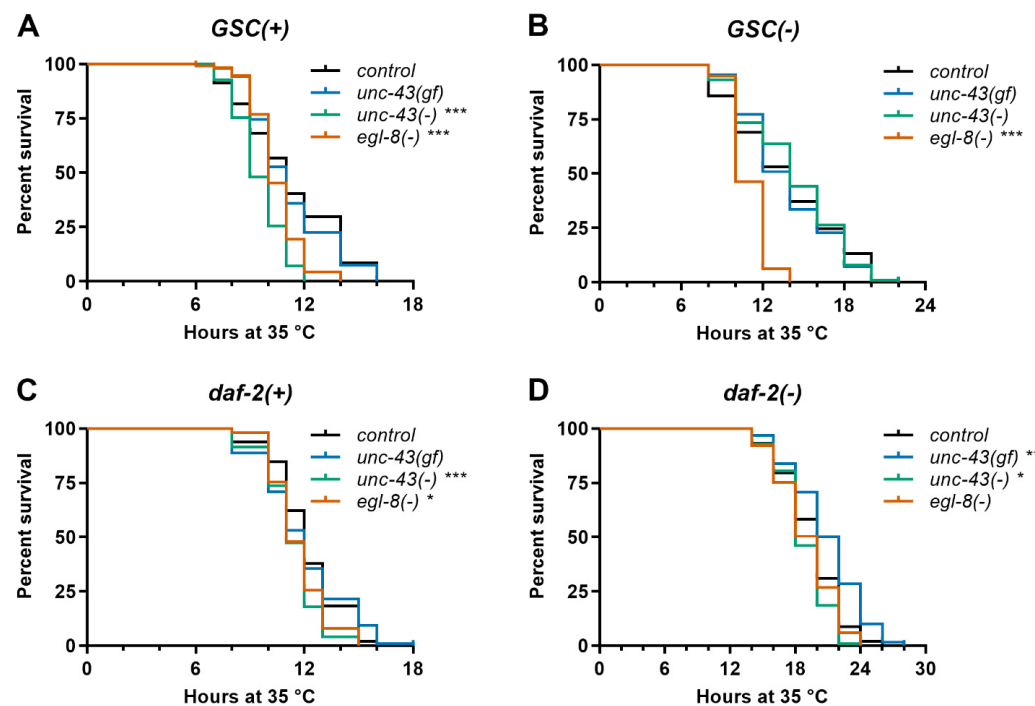 A
GSC(+)
Percent survival
100
75
50
25
0
0 6 12 18
Hours at 35 °C
control
unc-43(gf)
unc-43(-) ***
egl-8(-) ***
B
GSC(-)
Percent survival
100
75
50
25
0
0 6 12 18 24
Hours at 35 °C
control
unc-43(gf)
unc-43(-)
egl-8(-) ***
C
daf-2(+)
Percent survival
100
75
50
25
0
0 6 12 18
Hours at 35 °C
control
unc-43(gf)
unc-43(-) ***
egl-8(-) *
D
daf-2(-)
Percent survival
100
75
50
25
0
0 6 12 18 24 30
Hours at 35 °C
control
unc-43(gf) **
unc-43(-) *
egl-8(-)